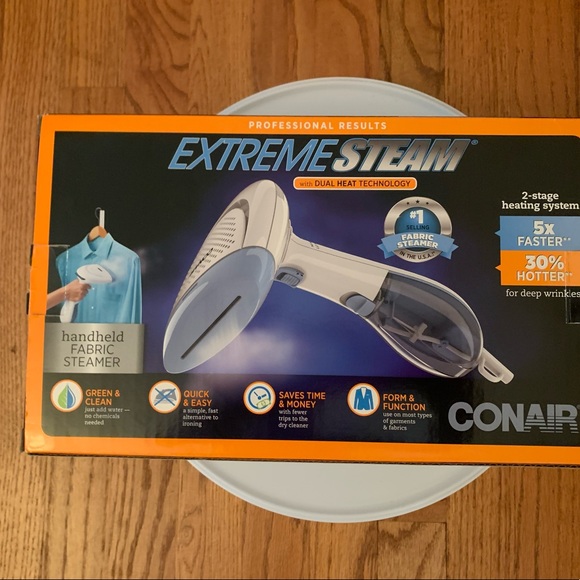 PROFESSIONAL RESULTS
EXTREME STEAM®
with DUAL HEAT TECHNOLOGY
#1
SELLING
FABRIC
STEAMER
IN THE U.S.A.*
2-stage
heating system
5x
FASTER**
30%
HOTTER**
for deep wrinkles
handheld
FABRIC
STEAMER
GREEN &
CLEAN
just add water —
no chemicals
needed
QUICK
& EASY
a simple, fast
alternative to
ironing
SAVES TIME
& MONEY
with fewer
trips to the
dry cleaner
FORM &
FUNCTION
use on most types
of garments
& fabrics
CONAIR